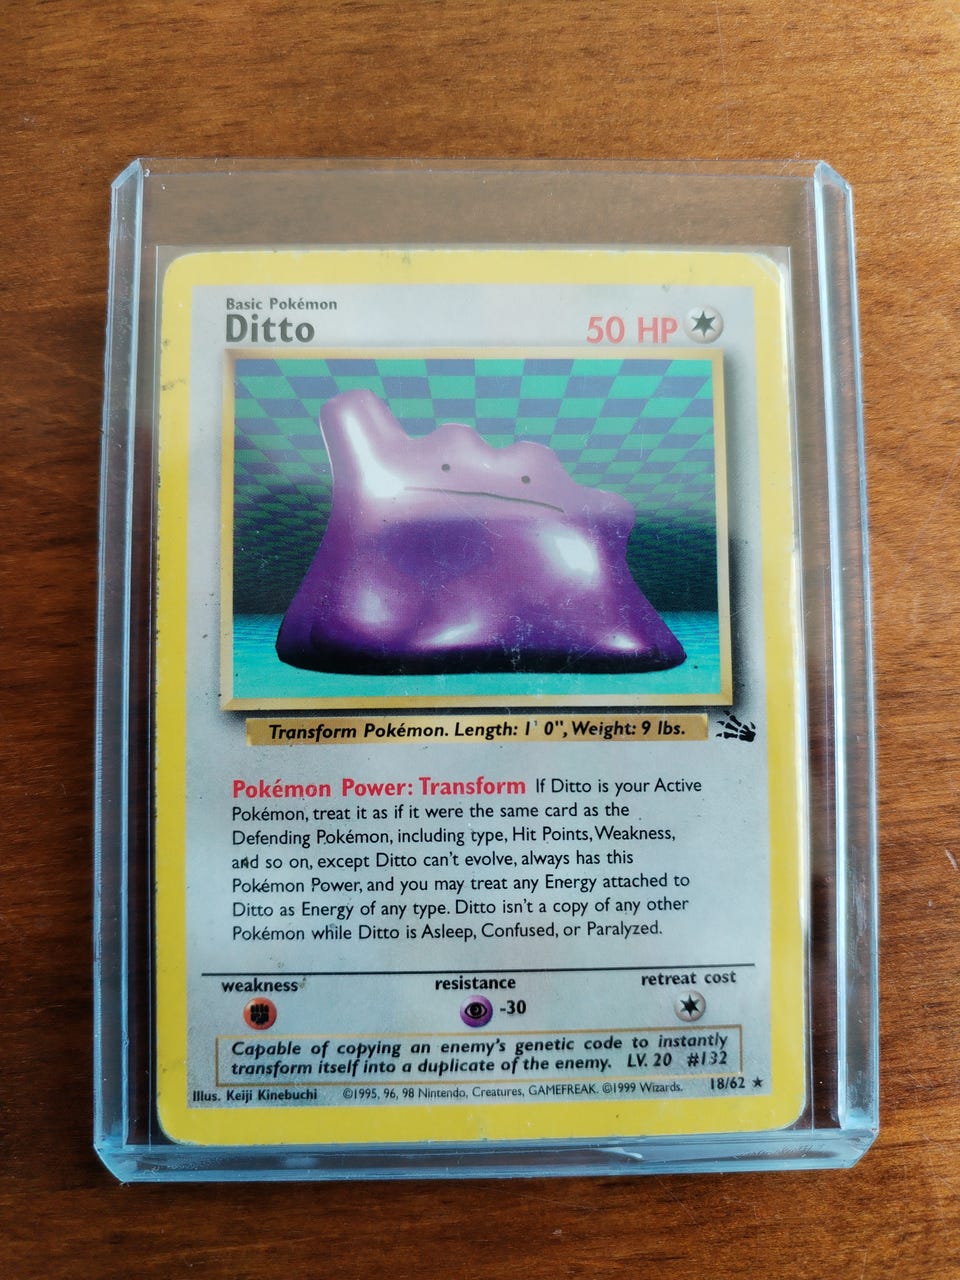 Basic Pokémon
Ditto
50 HP
Transform Pokémon. Length: 1' 0", Weight: 9 lbs.
Pokémon Power: Transform If Ditto is your Active
Pokémon, treat it as if it were the same card as the
Defending Pokémon, including type, Hit Points, Weakness,
and so on, except Ditto can't evolve, always has this
Pokémon Power, and you may treat any Energy attached to
Ditto as Energy of any type. Ditto isn't a copy of any other
Pokémon while Ditto is Asleep, Confused, or Paralyzed.
weakness
resistance
retreat cost
-30
Capable of copying an enemy's genetic code to instantly
transform itself into a duplicate of the enemy. LV. 20 #132
Illus. Keiji Kinebuchi
©1995, 96, 98 Nintendo, Creatures, GAMEFREAK. ©1999 Wizards.
18/62 ★